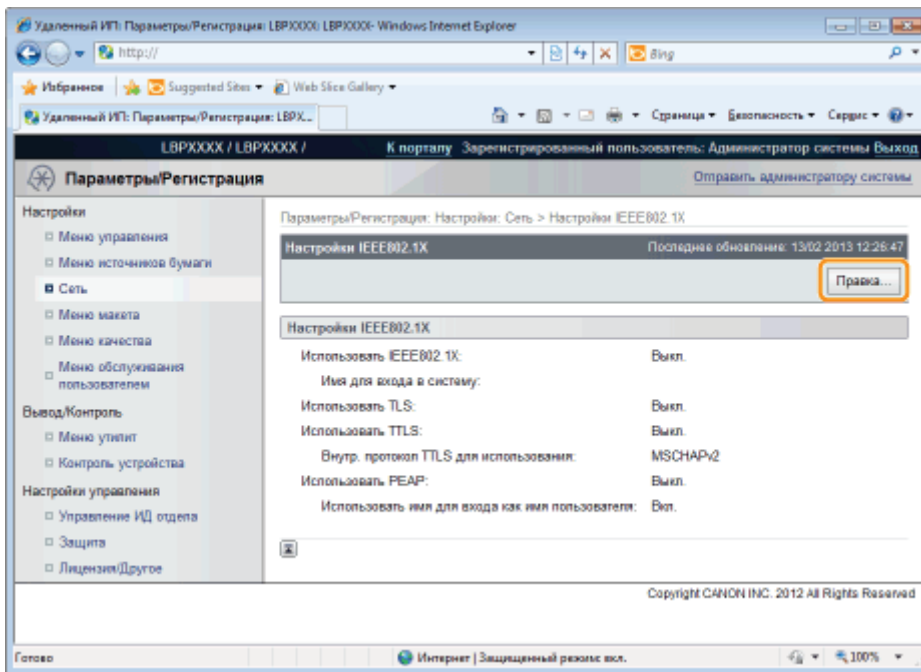 Удаленный ИП: Параметры/Регистрация: LBPXXXX: LBPXXXX- Windows Internet Explorer
http://
Bing
Избранное Suggested Sites Web Slice Gallery
Удаленный ИП: Параметры/Регистрация: LBPX... Страница Безопасность Сервис
LBPXXXX / LBPXXXX / К порталу Зарегистрированный пользователь: Администратор системы Выход
Параметры/Регистрация Отправить администратору системы
Настройки
Меню управления
Меню источников бумаги
Сеть
Меню макета
Меню качества
Меню обслуживания
пользователем
Вывод/Контроль
Меню утилит
Контроль устройства
Настройки управления
Управление ИД отдела
Защита
Лицензия/Другое
Параметры/Регистрация: Настройки: Сеть > Настройки IEEE802.1X
Настройки IEEE802.1X Последнее обновление: 13/02 2013 12:26:47
Правка...
Настройки IEEE802.1X
Использовать IEEE802.1X: Выкл.
Имя для входа в систему:
Использовать TLS: Выкл.
Использовать TTLS: Выкл.
Внутр. протокол TTLS для использования: MSCHAPv2
Использовать PEAP: Выкл.
Использовать имя для входа как имя пользователя: Вкл.
Copyright CANON INC. 2012 All Rights Reserved
Готово Интернет | Защищенный режим: вкл. 100%